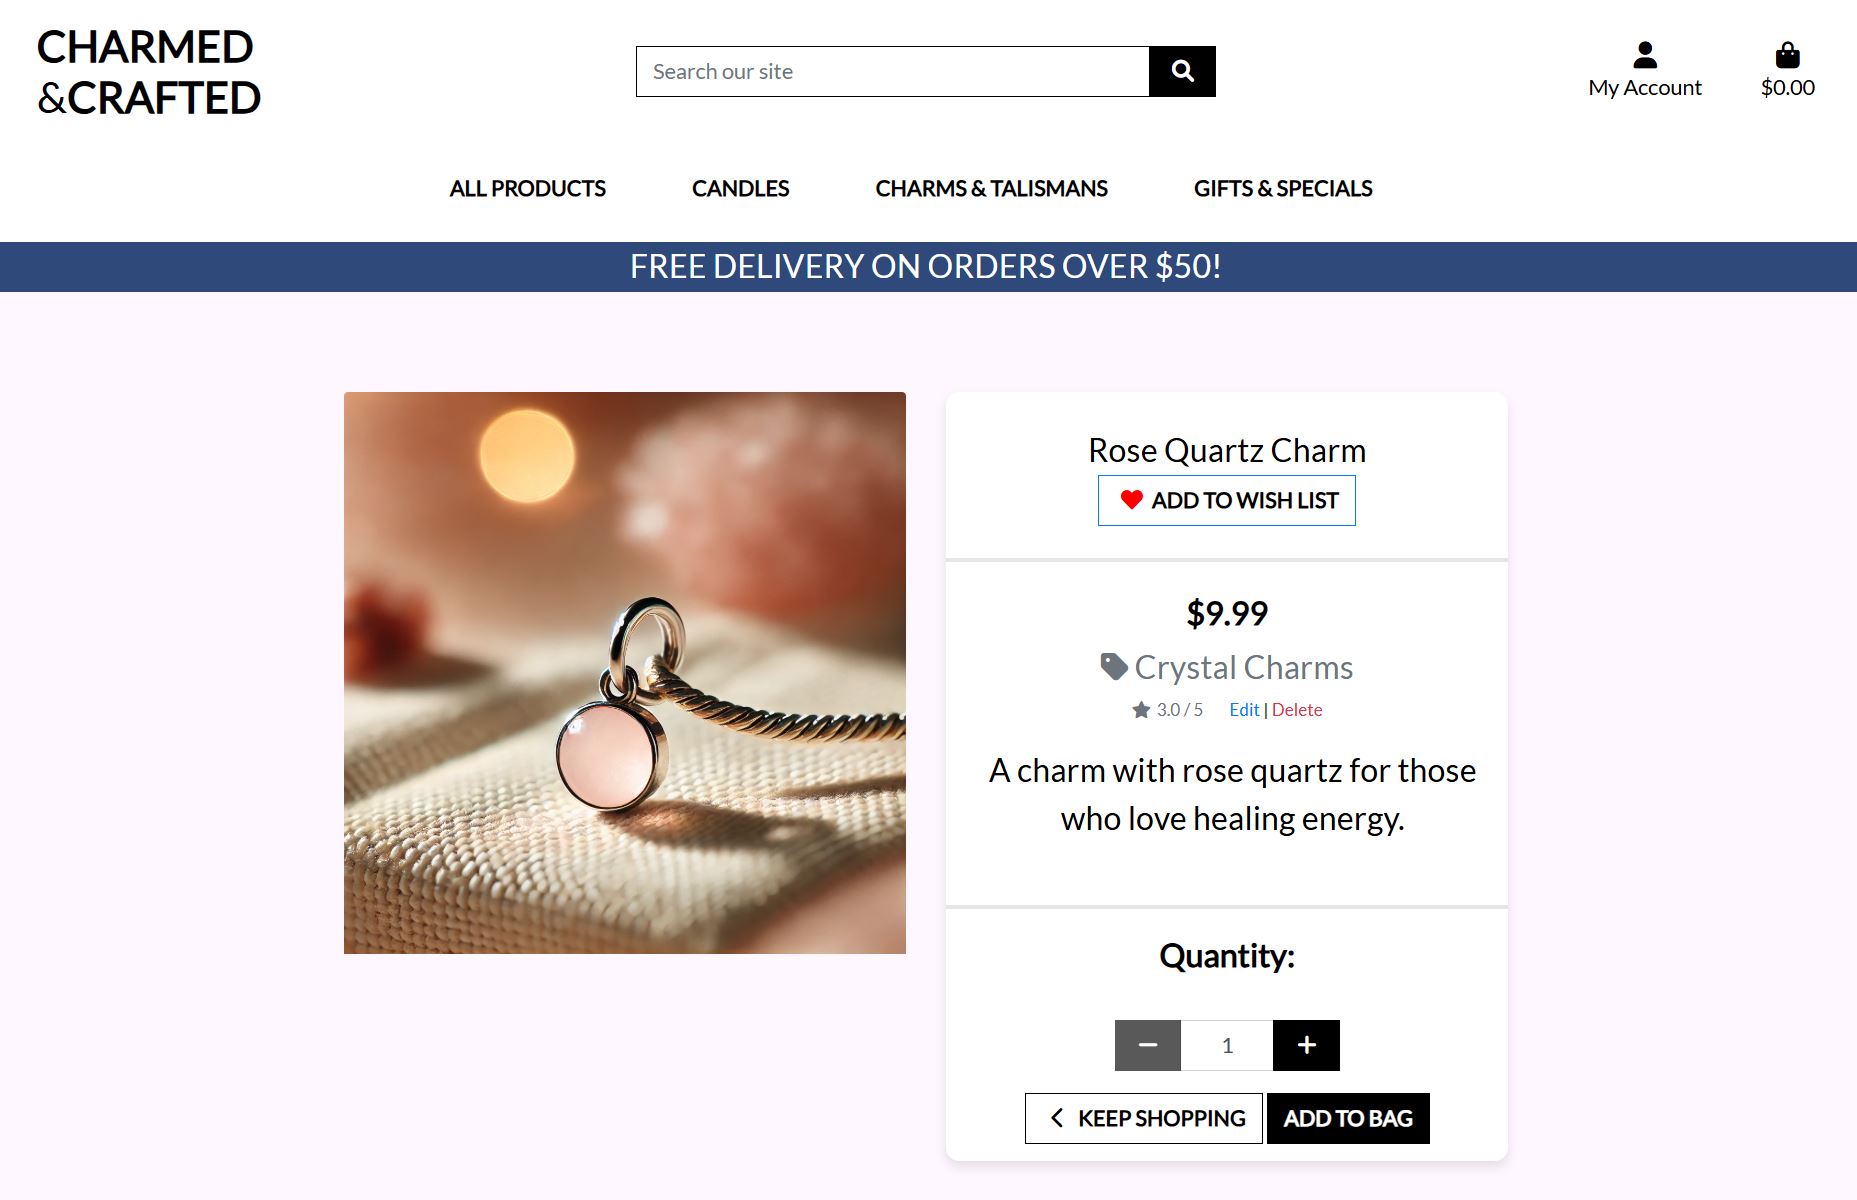 CHARMED
&CRAFTED
Search our site
My Account
$0.00
ALL PRODUCTS
CANDLES
CHARMS & TALISMANS
GIFTS & SPECIALS
FREE DELIVERY ON ORDERS OVER $50!
Rose Quartz Charm
ADD TO WISH LIST
$9.99
Crystal Charms
3.0 / 5 Edit | Delete
A charm with rose quartz for those
who love healing energy.
Quantity:
1
KEEP SHOPPING
ADD TO BAG